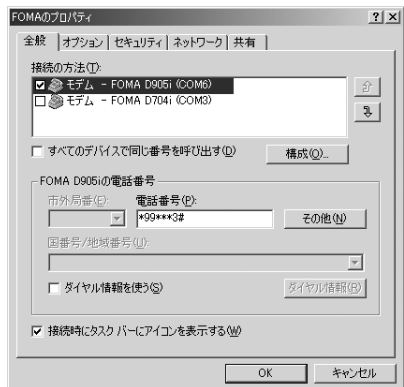 FOMAのプロパティ
全般 オプション セキュリティ ネットワーク 共有
接続の方法(T):
モデム - FOMA D905i (COM6)
モデム - FOMA D704i (COM3)
すべてのデバイスで同じ番号を呼び出す(D) 構成(O)...
FOMA D905iの電話番号
市外局番(E): 電話番号(P):
*99***3# その他(N)
国番号/地域番号(U):
ダイヤル情報を使う(S) ダイヤル情報(R)
接続時にタスク バーにアイコンを表示する(W)
OK キャンセル